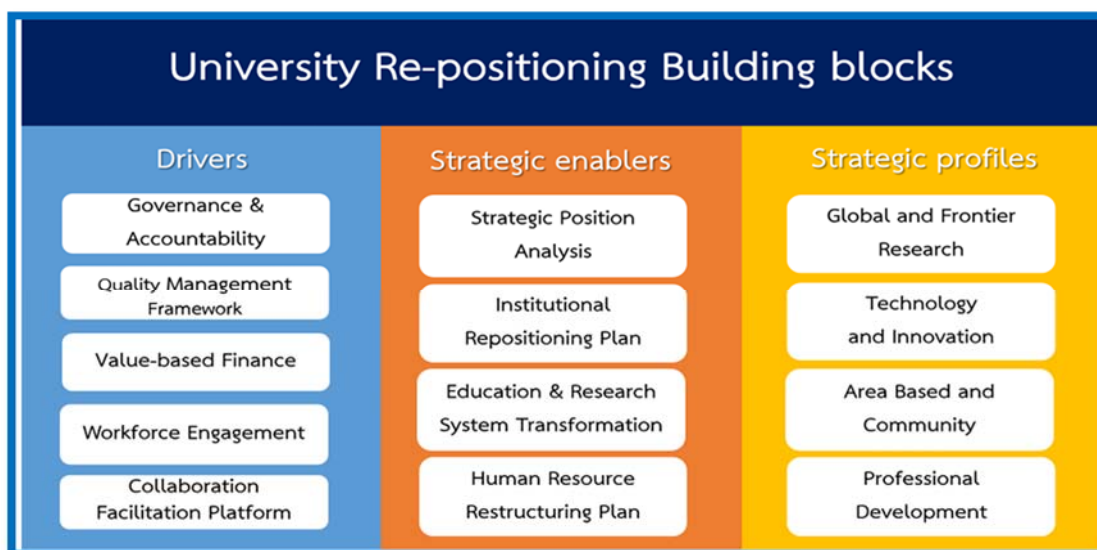 University Re-positioning Building blocks
Drivers
Governance &
Accountability
Quality Management
Framework
Value-based Finance
Workforce Engagement
Collaboration
Facilitation Platform
Strategic enablers
Strategic Position
Analysis
Institutional
Repositioning Plan
Education & Research
System Transformation
Human Resource
Restructuring Plan
Strategic profiles
Global and Frontier
Research
Technology
and Innovation
Area Based and
Community
Professional
Development